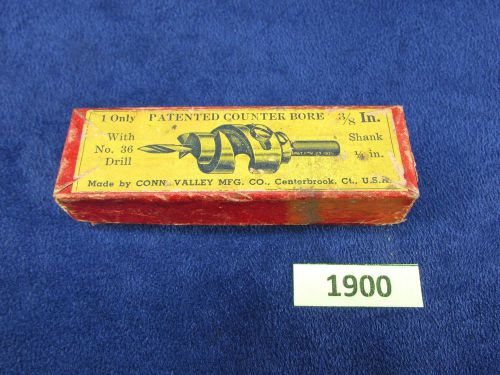 1 Only PATENTED COUNTER BORE 3/8 In.
With Shank
No. 36 1/4 in.
Drill
Made by CONN. VALLEY MFG. CO., Centerbrook, Ct., U.S.A.
1900